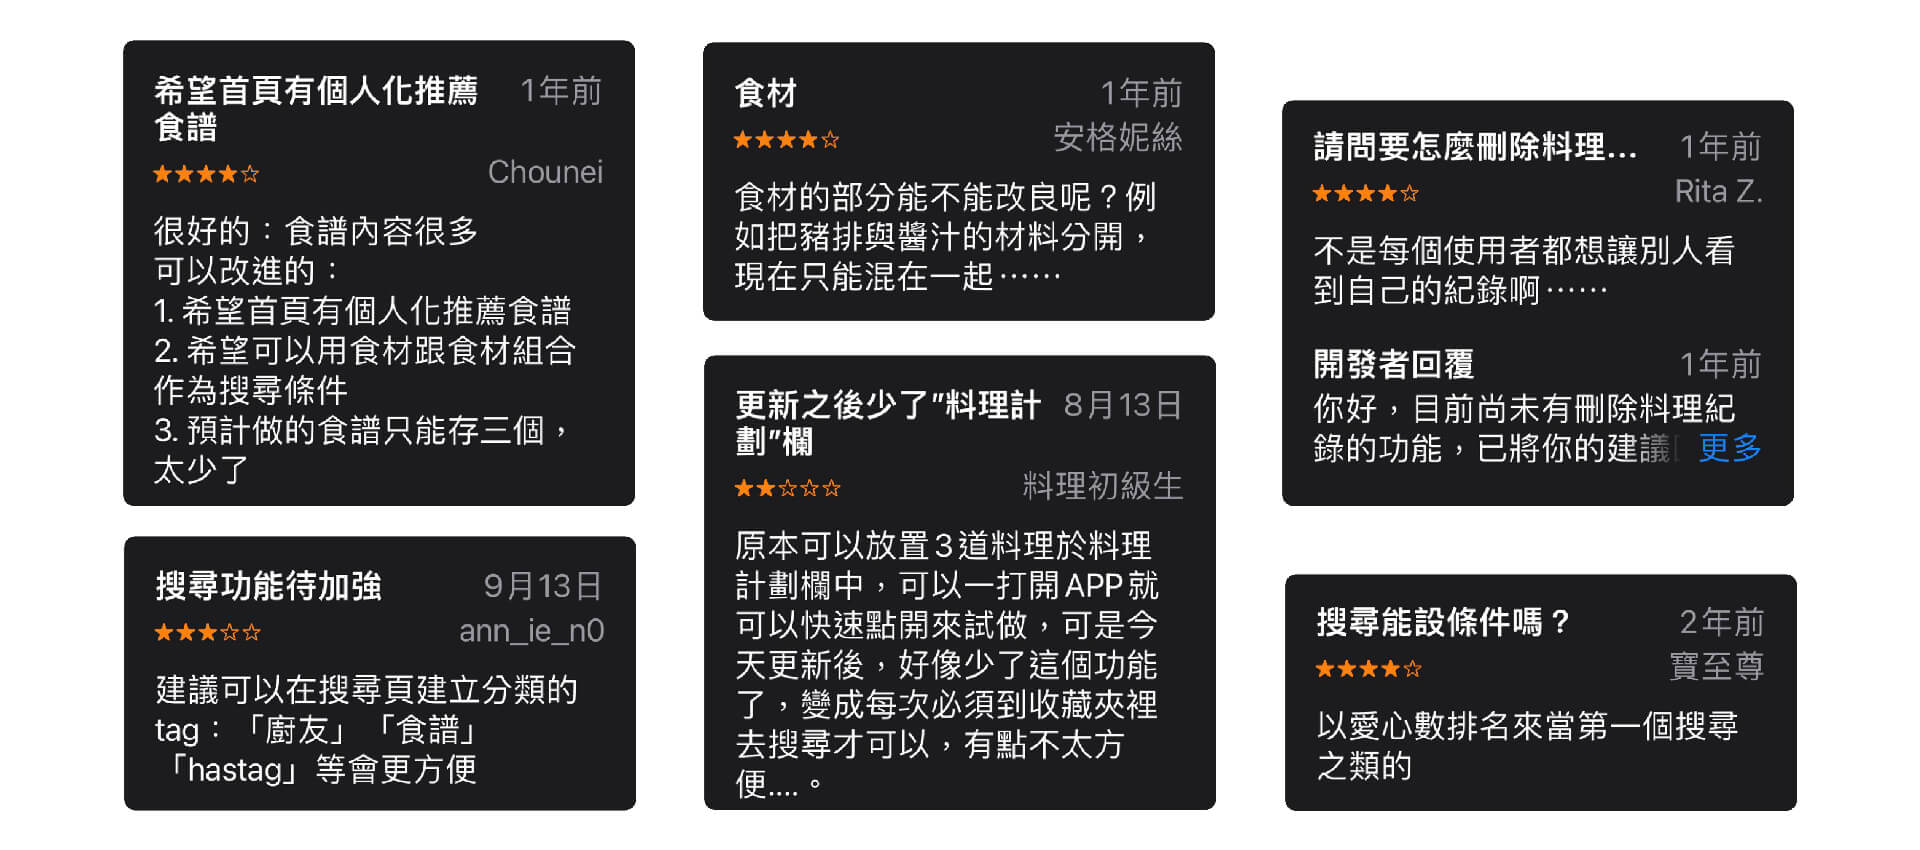 希望首頁有個人化推薦 1年前
食譜
★★★★☆ Chounei
很好的：食譜內容很多
可以改進的：
1. 希望首頁有個人化推薦食譜
2. 希望可以用食材跟食材組合
作為搜尋條件
3. 預計做的食譜只能存三個，
太少了
搜尋功能待加強 9月13日
★★★☆☆ ann_ie_n0
建議可以在搜尋頁建立分類的
tag：「廚友」「食譜」
「hastag」等會更方便
食材 1年前
★★★★☆ 安格妮絲
食材的部分能不能改良呢？例
如把豬排與醬汁的材料分開，
現在只能混在一起⋯⋯
更新之後少了"料理計 8月13日
劃"欄
★★☆☆☆ 料理初級生
原本可以放置3道料理於料理
計劃欄中，可以一打開APP就
可以快速點開來試做，可是今
天更新後，好像少了這個功能
了，變成每次必須到收藏夾裡
去搜尋才可以，有點不太方
便....。
請問要怎麼刪除料理... 1年前
★★★★☆ Rita Z.
不是每個使用者都想讓別人看
到自己的紀錄啊⋯⋯
開發者回覆 1年前
你好，目前尚未有刪除料理紀
錄的功能，已將你的建議 更多
搜尋能設條件嗎？ 2年前
★★★★☆ 寶至尊
以愛心數排名來當第一個搜尋
之類的